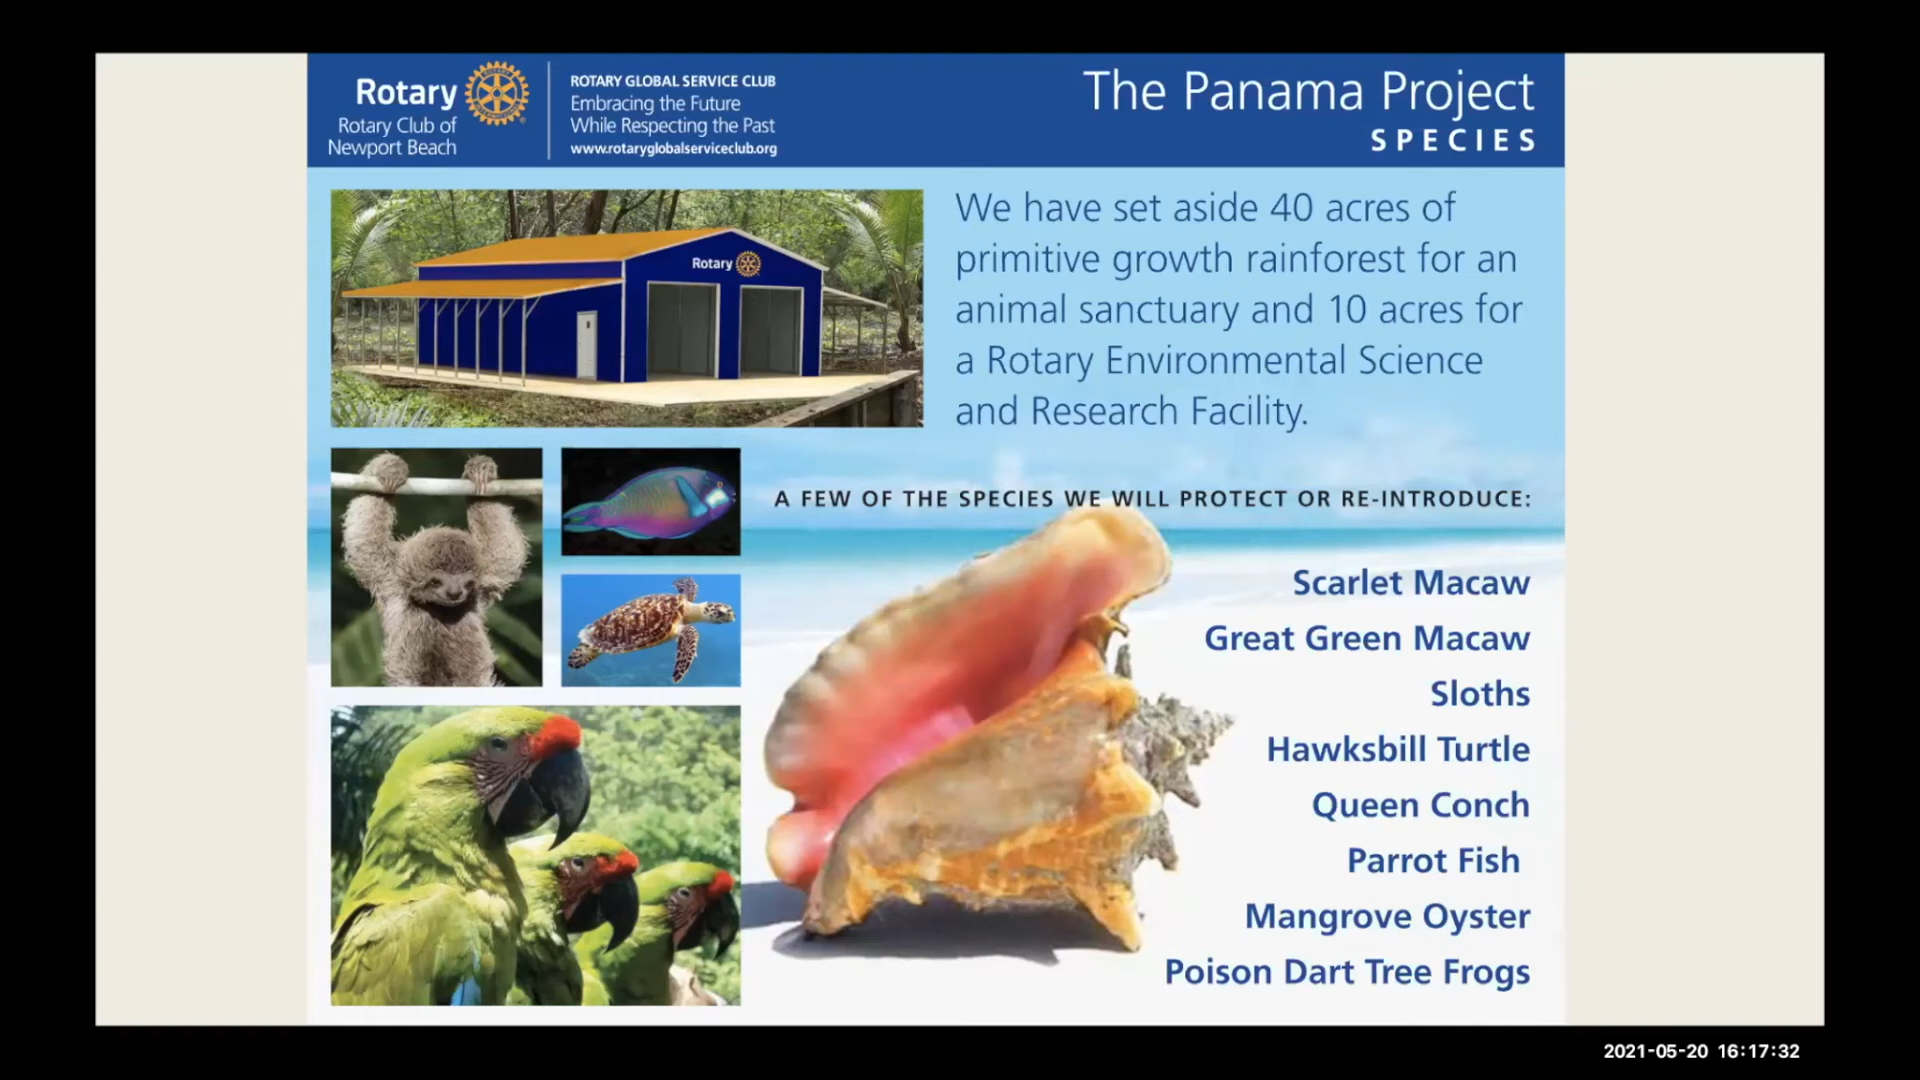 Rotary
Rotary Club of
Newport Beach
ROTARY GLOBAL SERVICE CLUB
Embracing the Future
While Respecting the Past
www.rotaryglobalserviceclub.org
The Panama Project
SPECIES
Rotary
We have set aside 40 acres of
primitive growth rainforest for an
animal sanctuary and 10 acres for
a Rotary Environmental Science
and Research Facility.
A FEW OF THE SPECIES WE WILL PROTECT OR RE-INTRODUCE:
Scarlet Macaw
Great Green Macaw
Sloths
Hawksbill Turtle
Queen Conch
Parrot Fish
Mangrove Oyster
Poison Dart Tree Frogs
2021-05-20 16:17:32